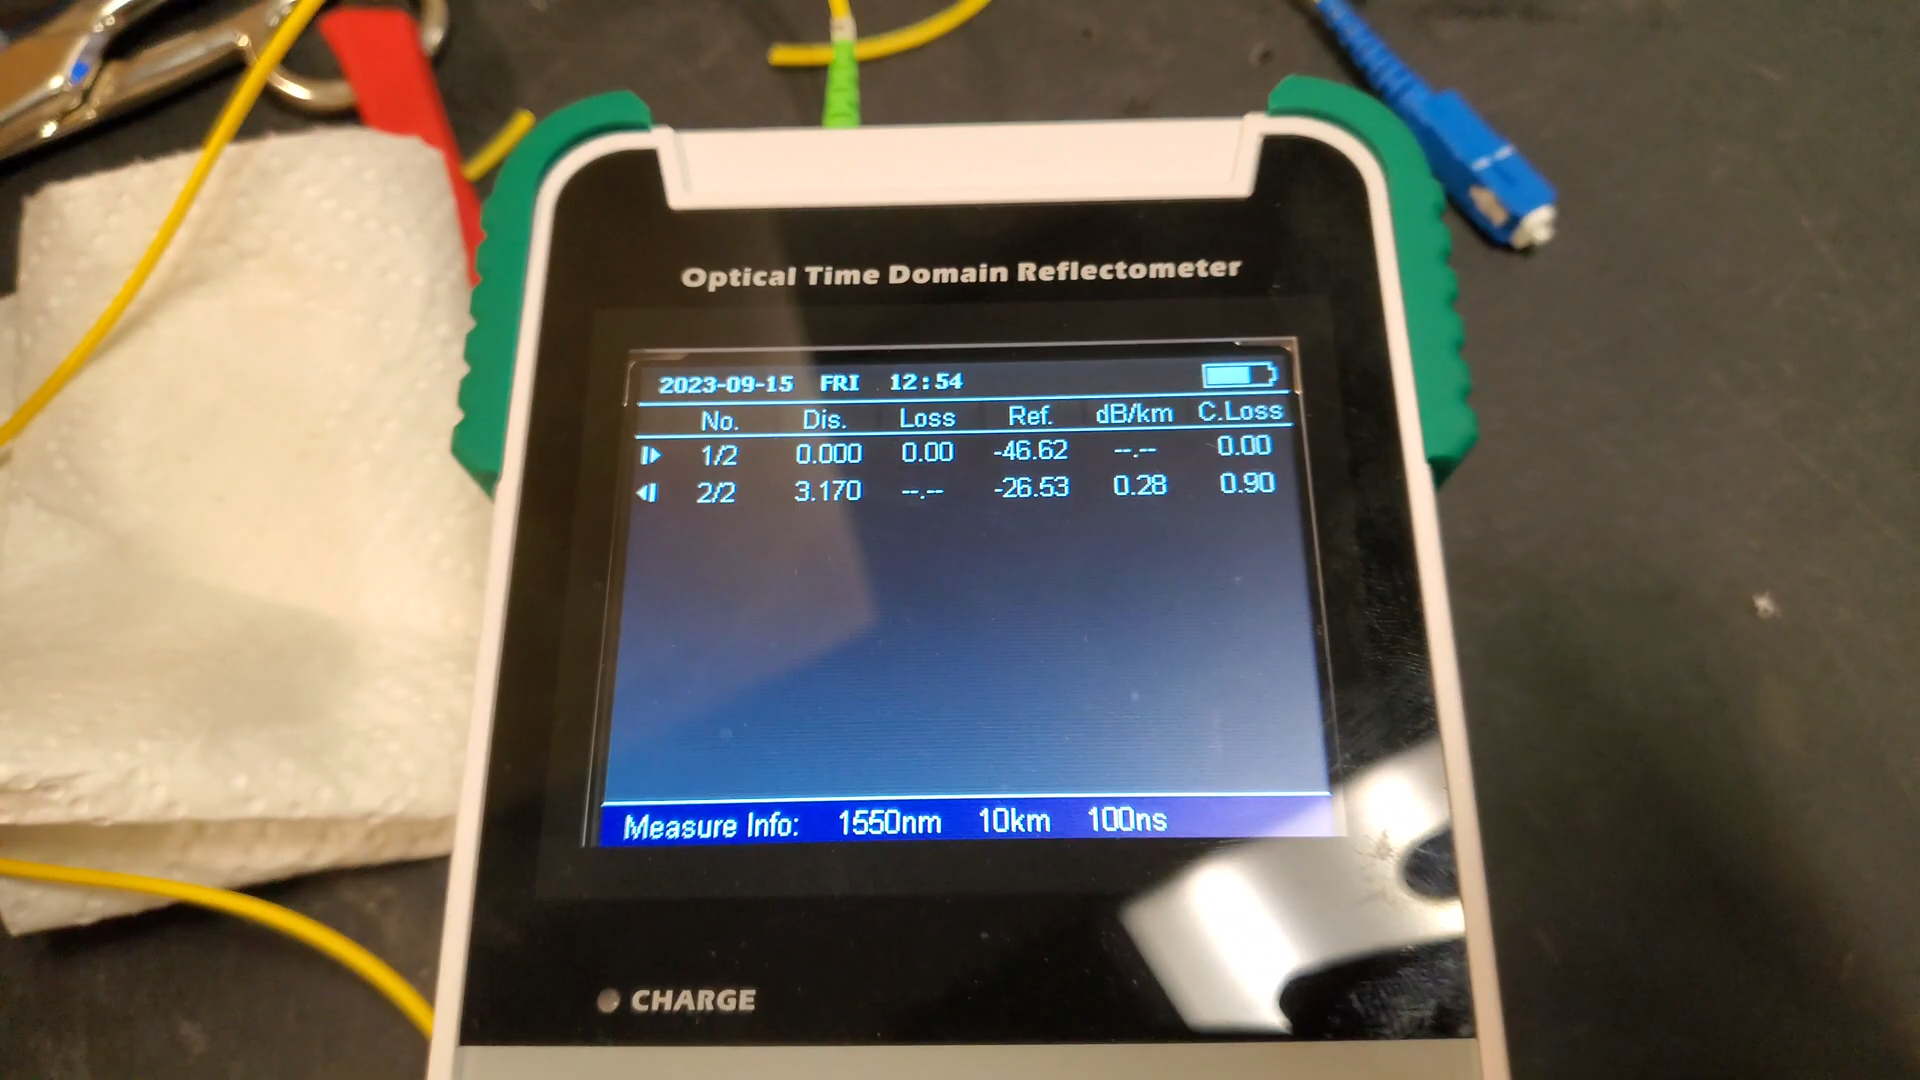 Optical Time Domain Reflectometer
2023-09-15 FRI 12:54
No. Dis. Loss Ref. dB/km C.Loss
1/2 0.000 0.00 -46.62 --.-- 0.00
2/2 3.170 --.-- -26.53 0.28 0.90
Measure Info: 1550nm 10km 100ns
CHARGE